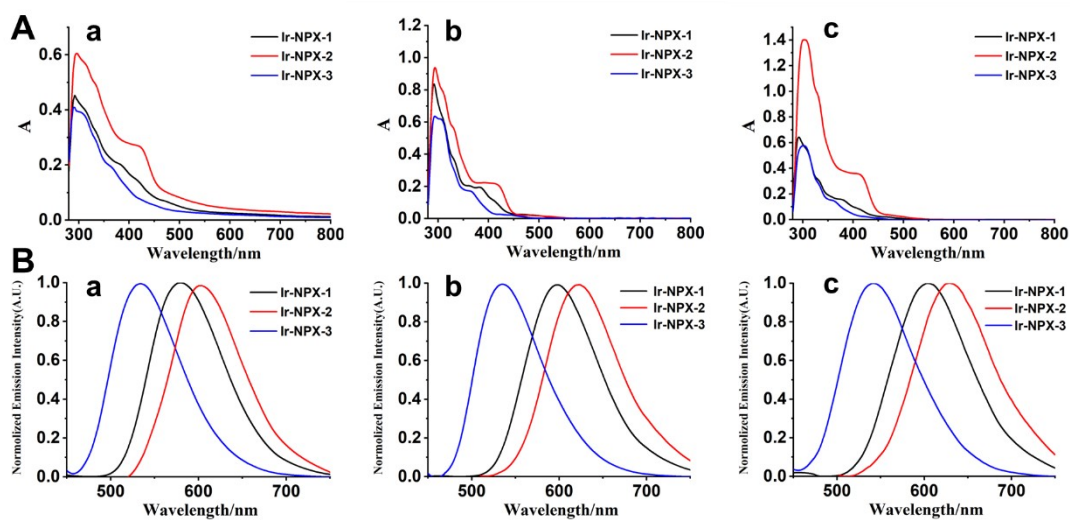 A
a
Ir-NPX-1
Ir-NPX-2
Ir-NPX-3
0.6
0.4
0.2
0.0
A
300 400 500 600 700 800
Wavelength/nm
b
Ir-NPX-1
Ir-NPX-2
Ir-NPX-3
1.2
1.0
0.8
0.6
0.4
0.2
0.0
A
300 400 500 600 700 800
Wavelength/nm
c
Ir-NPX-1
Ir-NPX-2
Ir-NPX-3
1.4
1.2
1.0
0.8
0.6
0.4
0.2
0.0
A
300 400 500 600 700 800
Wavelength/nm
B
a
Ir-NPX-1
Ir-NPX-2
Ir-NPX-3
1.0
0.8
0.6
0.4
0.2
0.0
Normolized Emission Intensity(A.U.)
500 600 700
Wavelength/nm
b
Ir-NPX-1
Ir-NPX-2
Ir-NPX-3
1.0
0.8
0.6
0.4
0.2
0.0
Normolized Emission Intensity(A.U.)
500 600 700
Wavelength/nm
c
Ir-NPX-1
Ir-NPX-2
Ir-NPX-3
1.0
0.8
0.6
0.4
0.2
0.0
Normolized Emission Intensity(A.U.)
500 600 700
Wavelength/nm